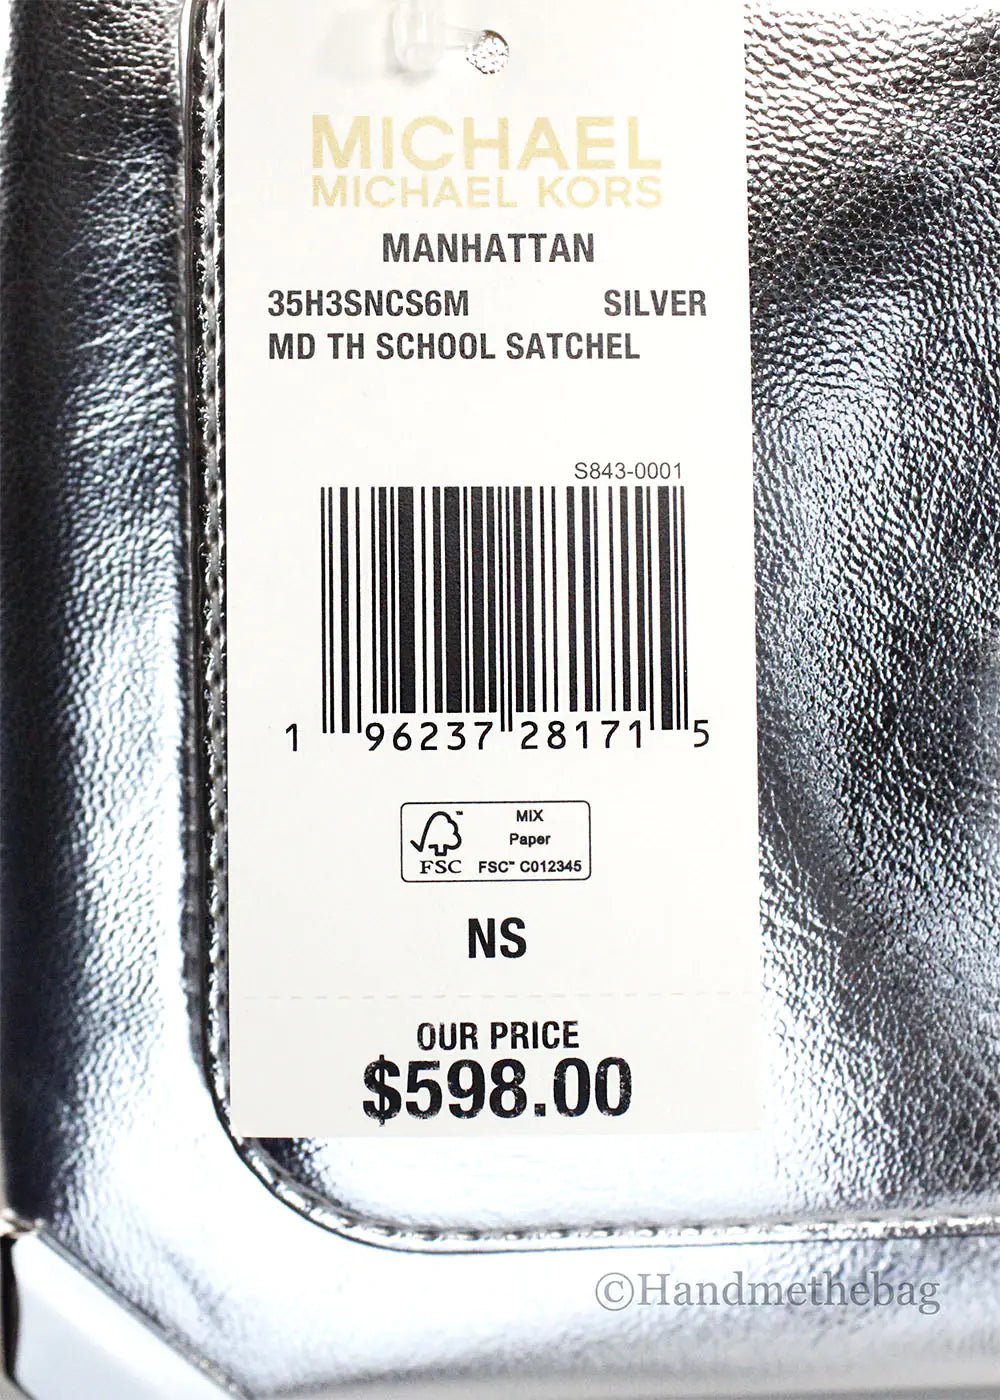 MICHAEL
MICHAEL KORS
MANHATTAN
35H3SNCS6M SILVER
MD TH SCHOOL SATCHEL
S843-0001
1 96237 28171 5
MIX
Paper
FSC™ C012345
FSC
NS
OUR PRICE
$598.00
©Handmethebag